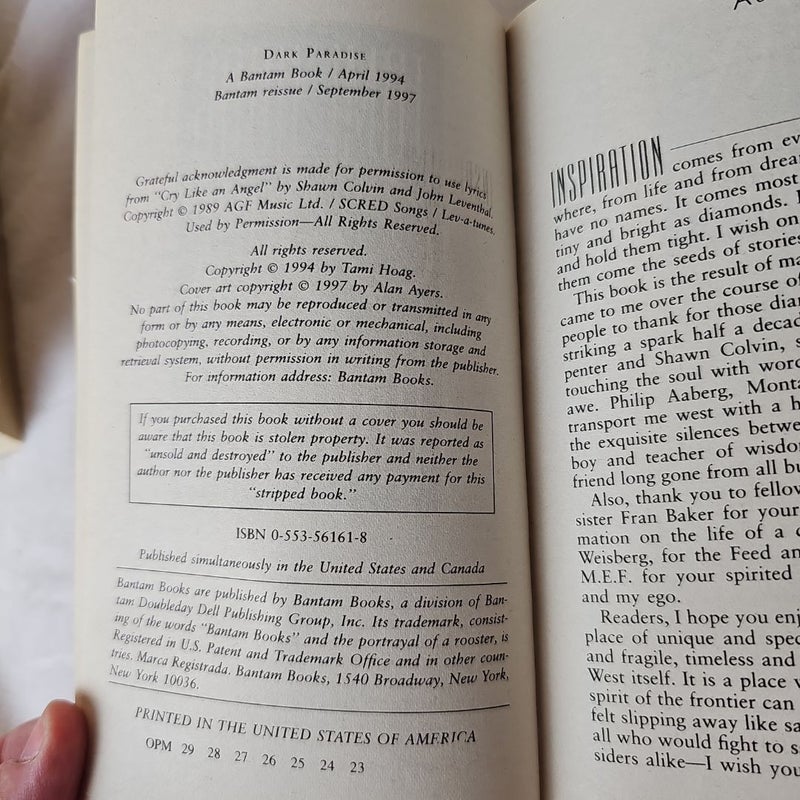 DARK PARADISE
A Bantam Book / April 1994
Bantam reissue / September 1997
Grateful acknowledgment is made for permission to use lyrics
from "Cry Like an Angel" by Shawn Colvin and John Leventhal.
Copyright © 1989 AGF Music Ltd. / SCRED Songs / Lev-a-tunes.
Used by Permission—All Rights Reserved.
All rights reserved.
Copyright © 1994 by Tami Hoag.
Cover art copyright © 1997 by Alan Ayers.
No part of this book may be reproduced or transmitted in any
form or by any means, electronic or mechanical, including
photocopying, recording, or by any information storage and
retrieval system, without permission in writing from the publisher.
For information address: Bantam Books.
If you purchased this book without a cover you should be
aware that this book is stolen property. It was reported as
"unsold and destroyed" to the publisher and neither the
author nor the publisher has received any payment for this
"stripped book."
ISBN 0-553-56161-8
Published simultaneously in the United States and Canada
Bantam Books are published by Bantam Books, a division of Ban-
tam Doubleday Dell Publishing Group, Inc. Its trademark, consist-
ing of the words "Bantam Books" and the portrayal of a rooster, is
Registered in U.S. Patent and Trademark Office and in other coun-
tries. Marca Registrada. Bantam Books, 1540 Broadway, New York,
New York 10036.
PRINTED IN THE UNITED STATES OF AMERICA
OPM 29 28 27 26 25 24 23
INSPIRATION comes from ev
where, from life and from drea
have no names. It comes most
tiny and bright as diamonds. I
and hold them tight. I wish on
them come the seeds of stories
This book is the result of ma
came to me over the course of
people to thank for those dia
striking a spark half a decad
penter and Shawn Colvin, s
touching the soul with word
awe. Philip Aaberg, Monta
transport me west with a h
the exquisite silences betwe
boy and teacher of wisdo
friend long gone from all bu
Also, thank you to fellow
sister Fran Baker for your
mation on the life of a c
Weisberg, for the Feed an
M.E.F. for your spirited
and my ego.
Readers, I hope you enj
place of unique and spec
and fragile, timeless and
West itself. It is a place w
spirit of the frontier can
felt slipping away like sa
all who would fight to s
siders alike—I wish you